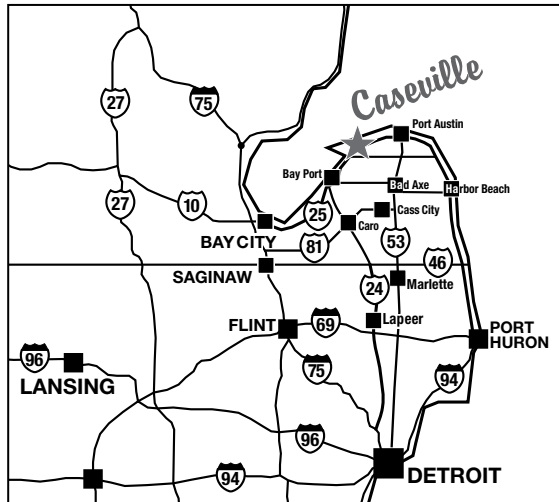 27
75
Caseville
Port Austin
Bay Port
Bad Axe
Harbor Beach
27
10
25
Cass City
BAY CITY
Caro
81
53
46
SAGINAW
24
Marlette
FLINT
69
Lapeer
PORT
HURON
96
LANSING
75
94
96
94
DETROIT